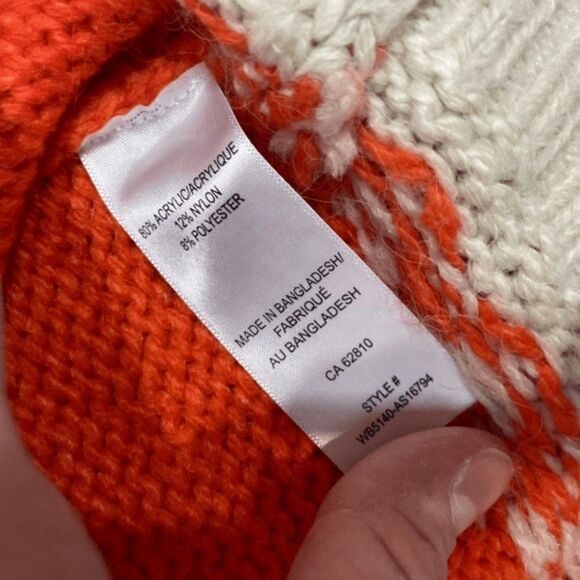 80% ACRYLIC/ACRYLIQUE
12% NYLON
8% POLYESTER
MADE IN BANGLADESH/
FABRIQUÉ
AU BANGLADESH
CA 62810
STYLE #
WB5140-AS16794